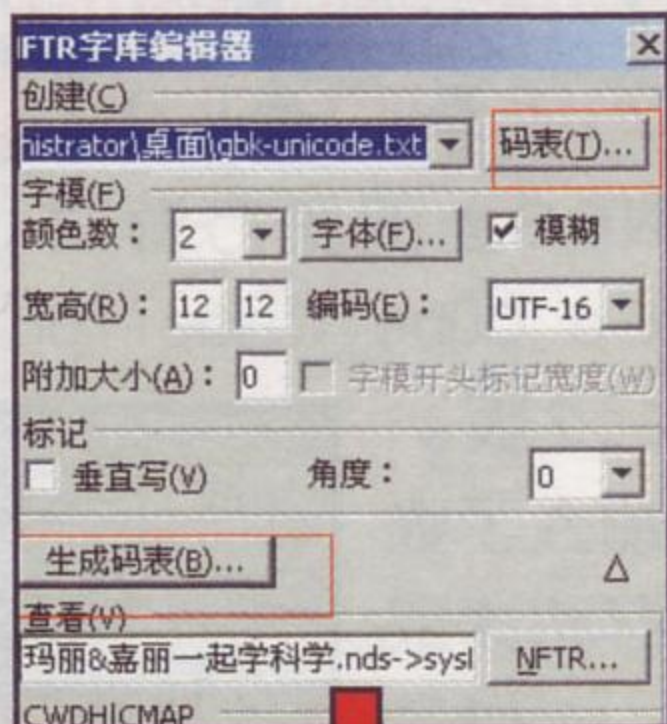 FTR字库编辑器
创建(C)
histrator\桌面\gbk-unicode.txt 码表(T)...
字模(F)
颜色数： 2 字体(F)... 模糊
宽高(R)： 12 12 编码(E)： UTF-16
附加大小(A)： 0 字模开头标记宽度(W)
标记
垂直写(V) 角度： 0
生成码表(B)...
查看(V)
玛丽&嘉丽一起学科学.nds->sysl NFTR...
CWDH|CMAP